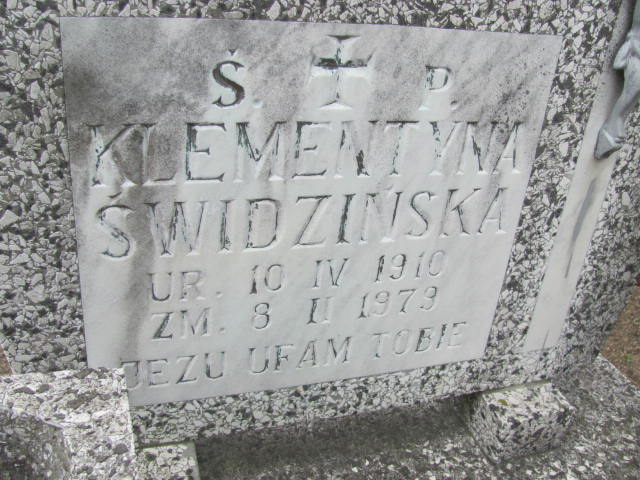 Ś. P.
KLEMENTYNA
ŚWIDZIŃSKA
UR. 10 IV 1910
ZM. 8 II 1979
JEZU UFAM TOBIE